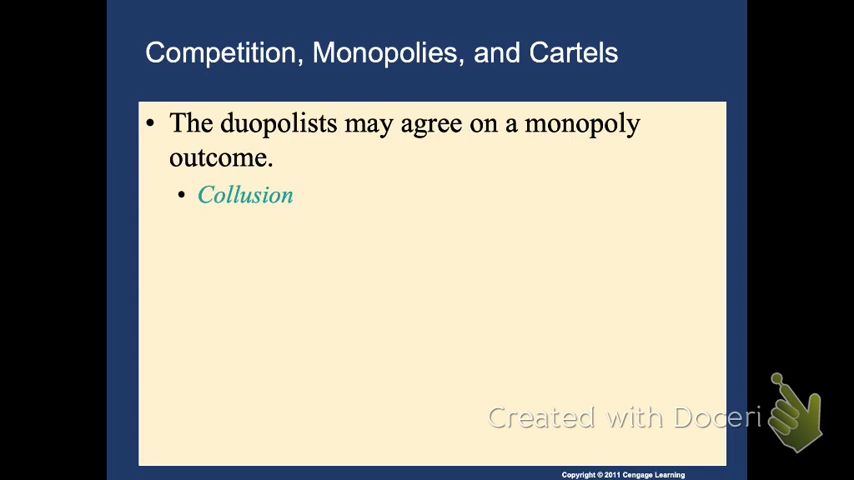 Competition, Monopolies, and Cartels
• The duopolists may agree on a monopoly
outcome.
• Collusion
Created with Doceri
Copyright © 2011 Cengage Learning